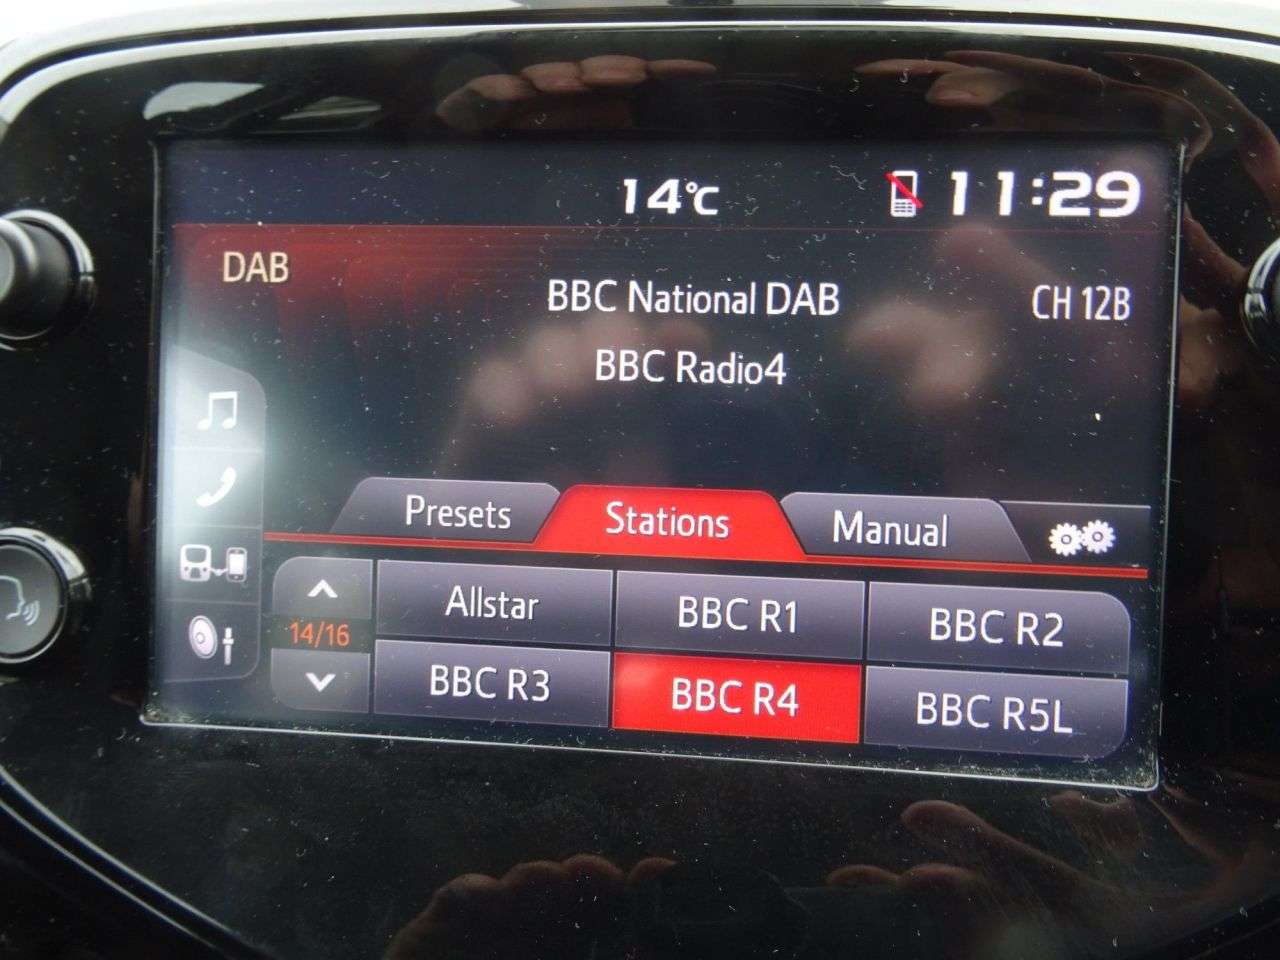 14°C 11:29
DAB
BBC National DAB CH 12B
BBC Radio4
Presets Stations Manual
Allstar BBC R1 BBC R2
14/16
BBC R3 BBC R4 BBC R5L